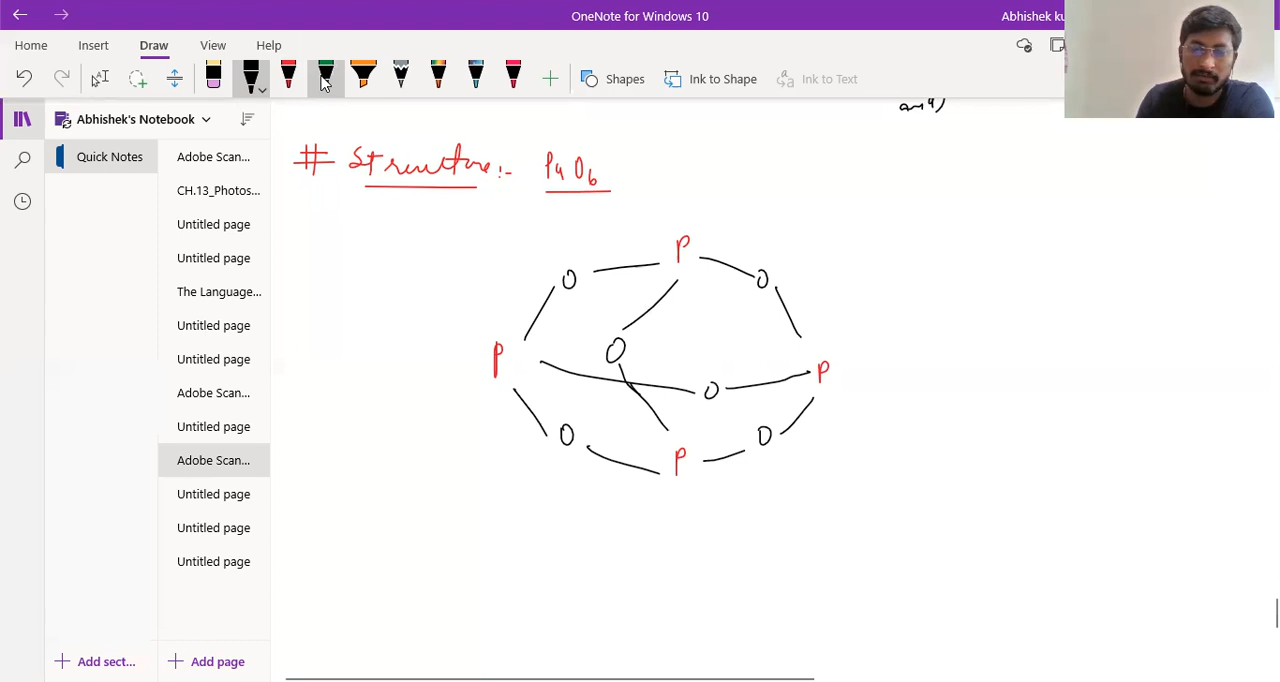 OneNote for Windows 10
Abhishek ku
Home Insert Draw View Help
Shapes Ink to Shape Ink to Text
Abhishek's Notebook
Quick Notes
Adobe Scan...
CH.13_Photos...
Untitled page
Untitled page
The Language...
Untitled page
Untitled page
Adobe Scan...
Untitled page
Adobe Scan...
Untitled page
Untitled page
Untitled page
Add sect... Add page
# Structure:- P4O6
P
O O
O
P P
O
O O
P